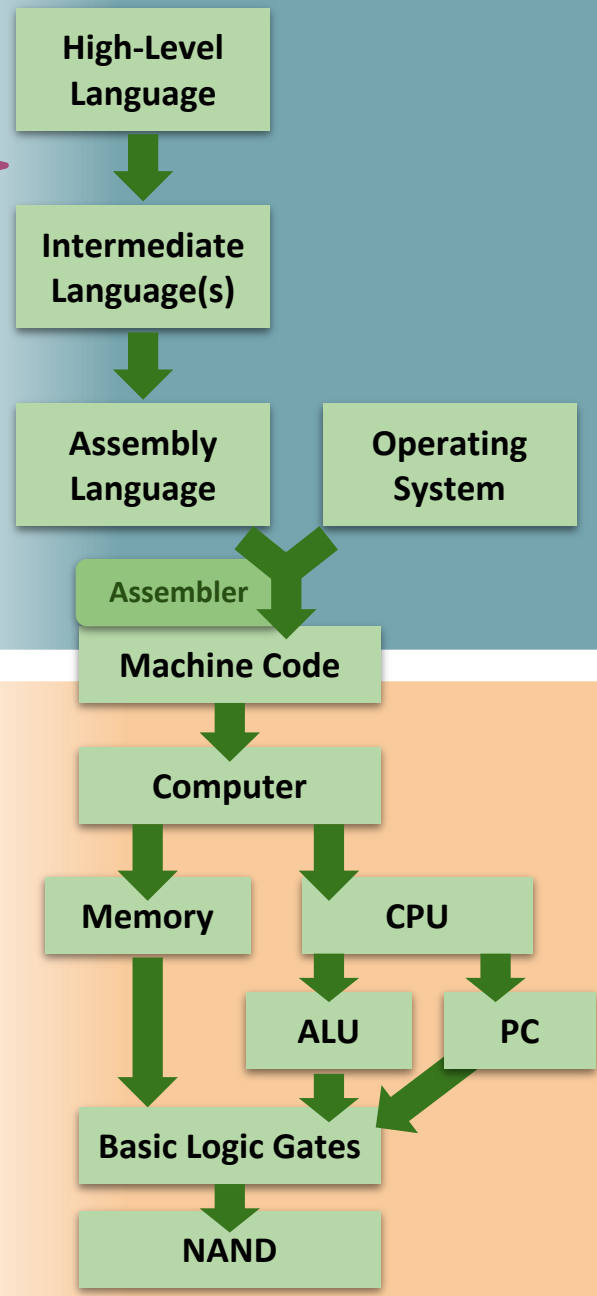 High-Level
Language
Intermediate
Language(s)
Assembly
Language
Operating
System
Assembler
Machine Code
Computer
Memory
CPU
ALU
PC
Basic Logic Gates
NAND